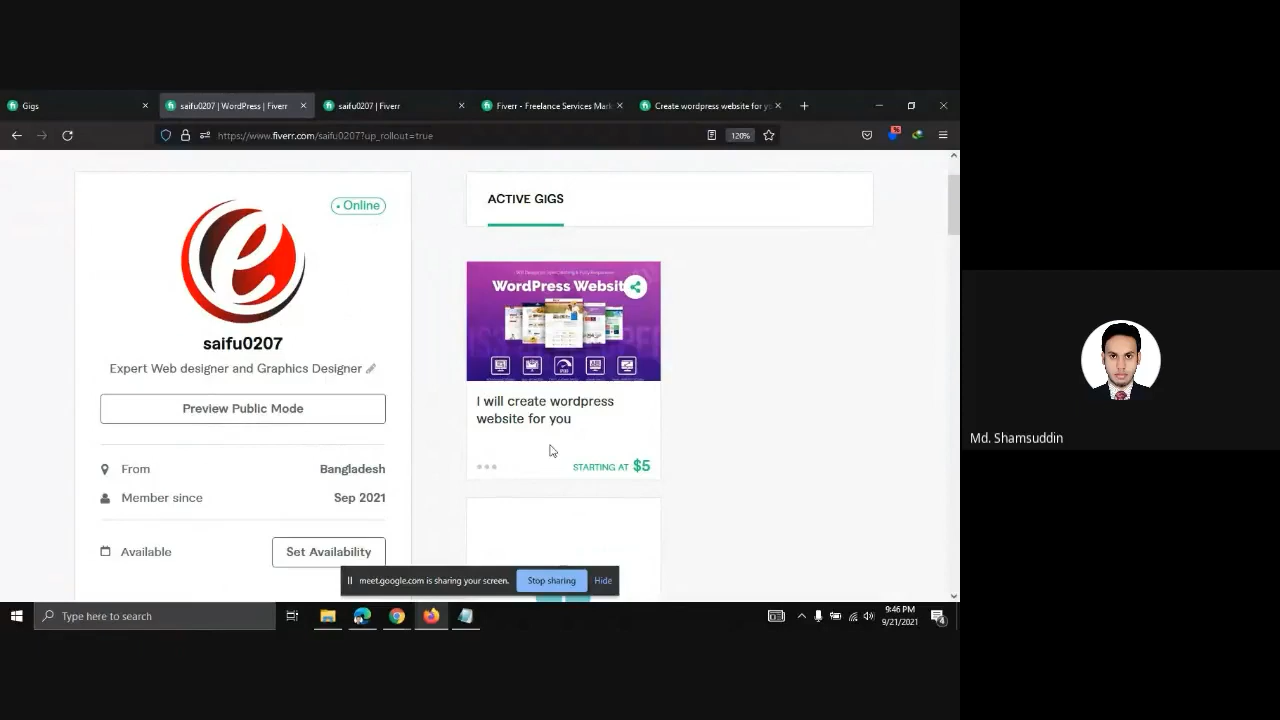 Gigs
saifu0207 | WordPress | Fiverr
saifu0207 | Fiverr
Fiverr - Freelance Services Mark
Create wordpress website for yo
https://www.fiverr.com/saifu0207?up_rollout=true
120%
Online
saifu0207
Expert Web designer and Graphics Designer
Preview Public Mode
From Bangladesh
Member since Sep 2021
Available Set Availability
ACTIVE GIGS
WordPress Websit
I will create wordpress
website for you
STARTING AT $5
meet.google.com is sharing your screen. Stop sharing Hide
Type here to search
9:46 PM
9/21/2021
4
Md. Shamsuddin